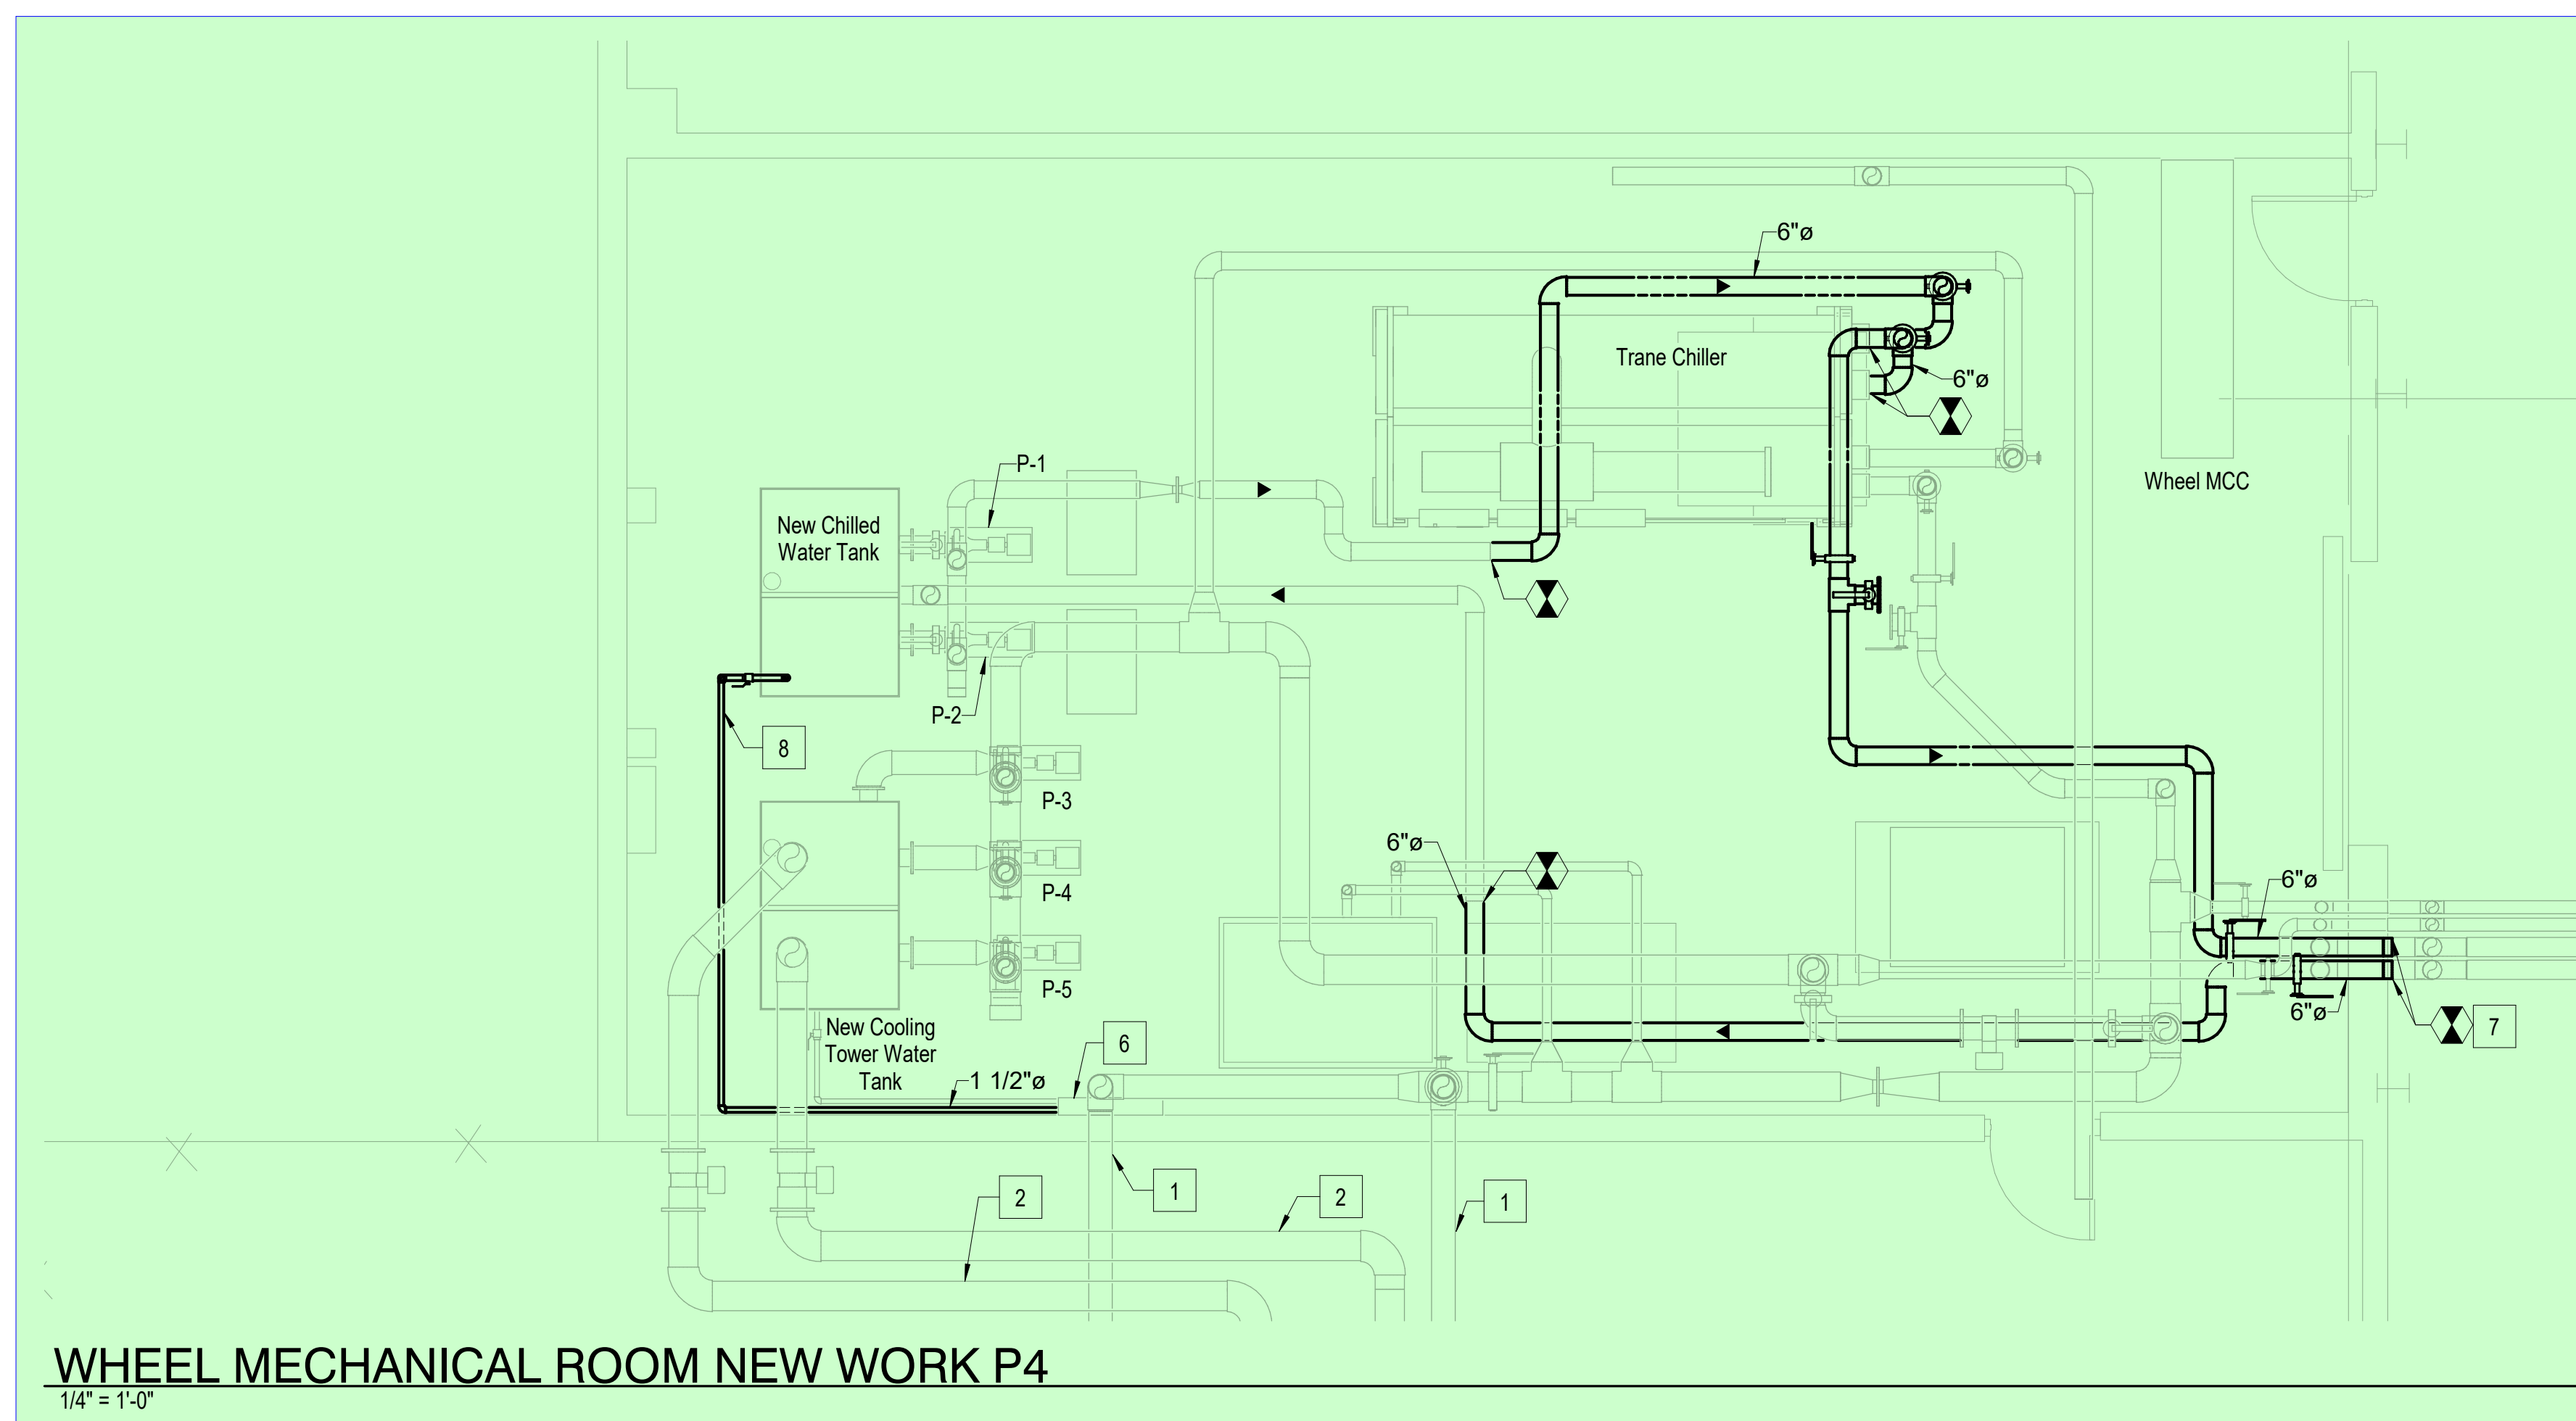 6"ø
Trane Chiller
6"ø
P-1
Wheel MCC
New Chilled
Water Tank
P-2
8
P-3
6"ø
6"ø
P-4
P-5
6"ø
7
New Cooling
Tower Water
Tank
6
1 1/2"ø
1
2
2
1
WHEEL MECHANICAL ROOM NEW WORK P4
1/4" = 1'-0"